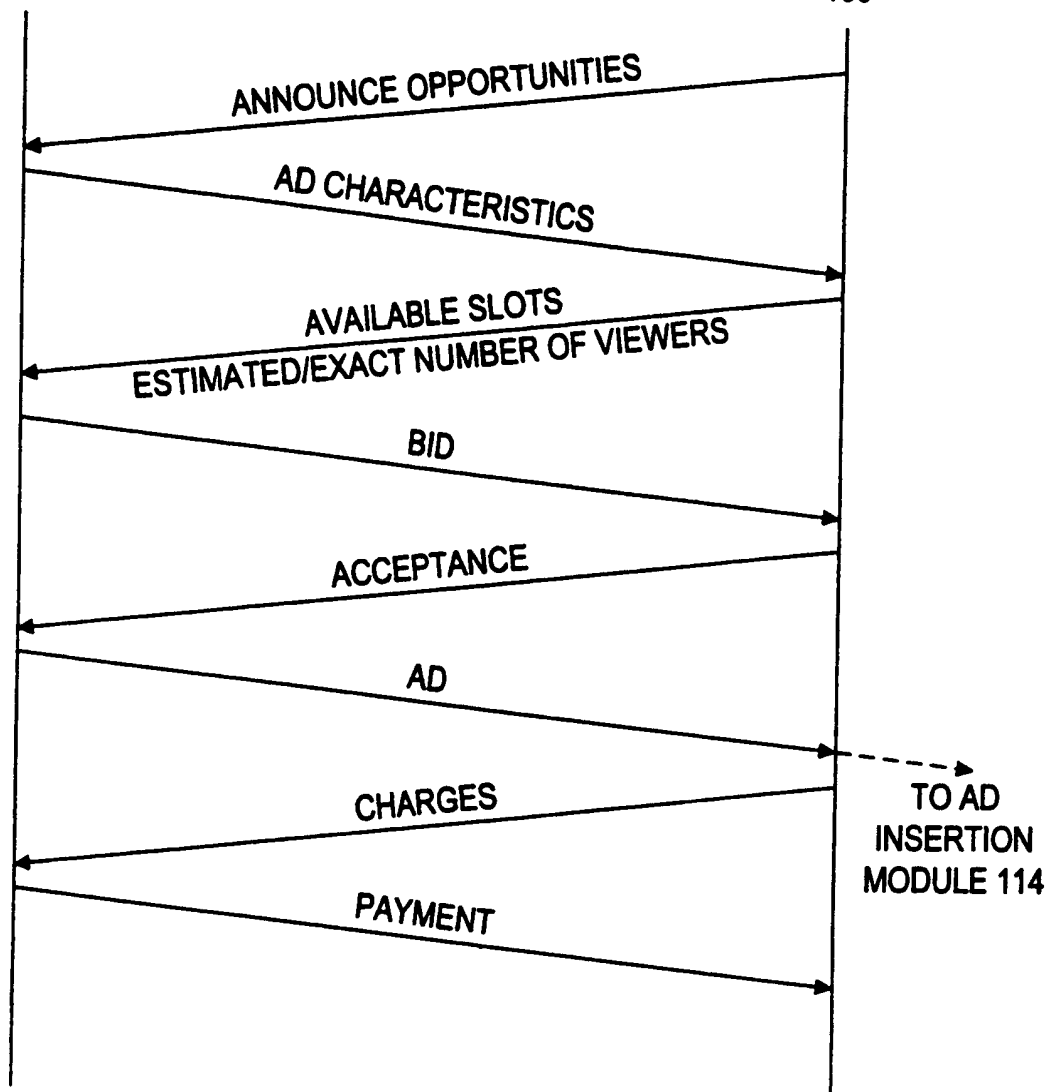 ANNOUNCE OPPORTUNITIES
AD CHARACTERISTICS
AVAILABLE SLOTS
ESTIMATED/EXACT NUMBER OF VIEWERS
BID
ACCEPTANCE
AD
TO AD
INSERTION
MODULE 114
CHARGES
PAYMENT